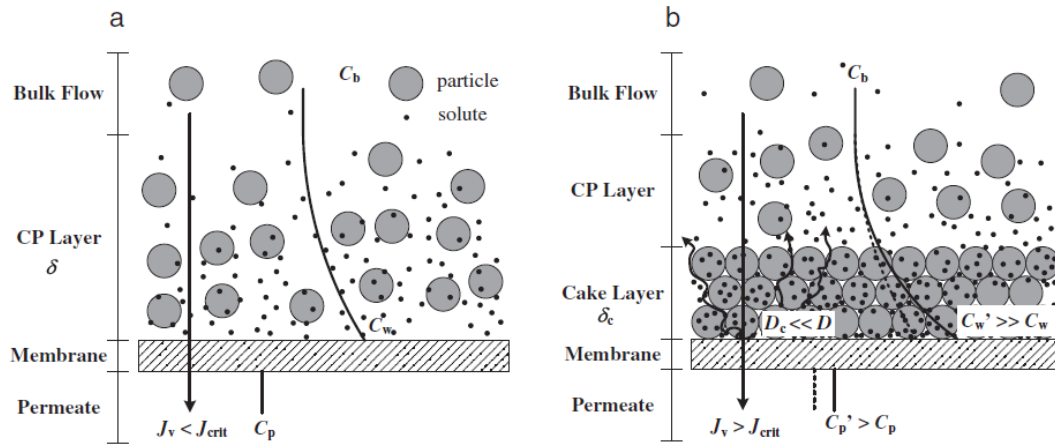 a
Bulk Flow
C_b
particle
solute
CP Layer
δ
C_w
Membrane
Permeate
J_v < J_crit
C_p
b
Bulk Flow
C_b
CP Layer
Cake Layer
δ_c
D_c << D
C_w' >> C_w
Membrane
Permeate
J_v > J_crit
C_p' > C_p